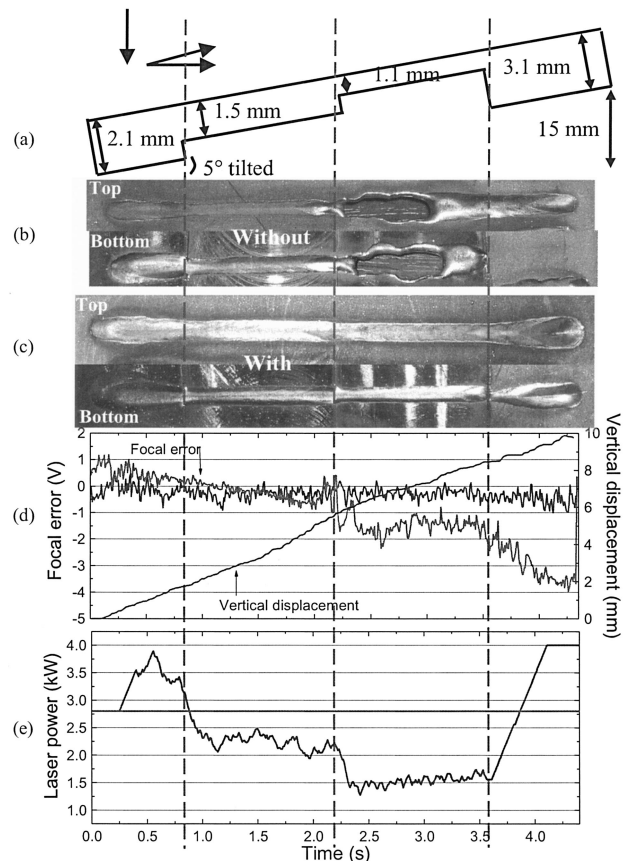 (a)
2.1 mm
1.5 mm
1.1 mm
3.1 mm
15 mm
5° tilted
(b)
Top
Without
Bottom
(c)
Top
With
Bottom
(d)
Focal error (V)
2
1
0
-1
-2
-3
-4
-5
Focal error
Vertical displacement
10
8
6
4
2
0
Vertical displacement (mm)
(e)
Laser power (kW)
4.0
3.5
3.0
2.5
2.0
1.5
1.0
0.0 0.5 1.0 1.5 2.0 2.5 3.0 3.5 4.0
Time (s)